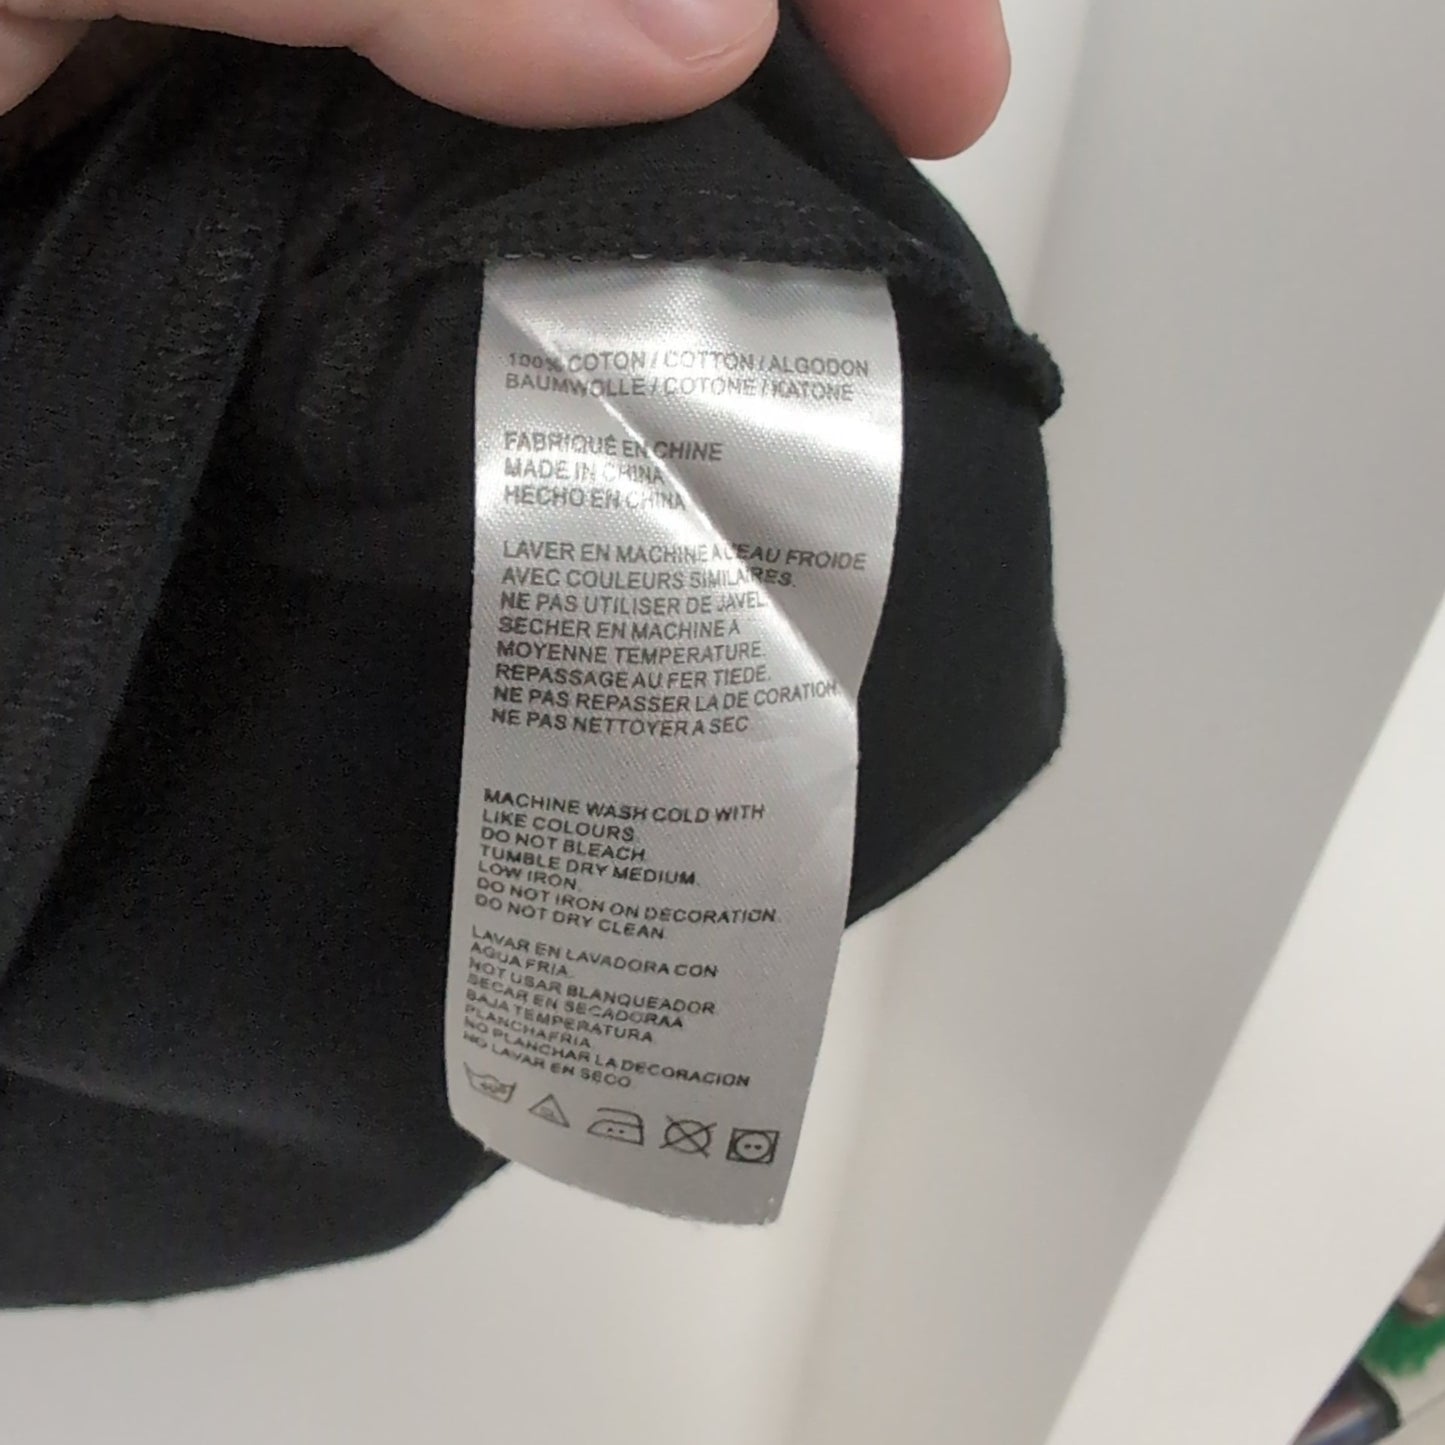 100% COTON / COTTON / ALGODON
BAUMWOLLE / COTONE / KATONE
FABRIQUÉ EN CHINE
MADE IN CHINA
HECHO EN CHINA
LAVER EN MACHINE A L'EAU FROIDE
AVEC COULEURS SIMILAIRES.
NE PAS UTILISER DE JAVEL.
SECHER EN MACHINE A
MOYENNE TEMPERATURE.
REPASSAGE AU FER TIEDE.
NE PAS REPASSER LA DE CORATION.
NE PAS NETTOYER A SEC
MACHINE WASH COLD WITH
LIKE COLOURS.
DO NOT BLEACH.
TUMBLE DRY MEDIUM.
LOW IRON.
DO NOT IRON ON DECORATION.
DO NOT DRY CLEAN.
LAVAR EN LAVADORA CON
AGUA FRIA.
NOT USAR BLANQUEADOR
SECAR EN SECADORAA
BAJA TEMPERATURA
PLANCHAFRIA.
NO PLANCHAR LA DECORACION
NO LAVAR EN SECO